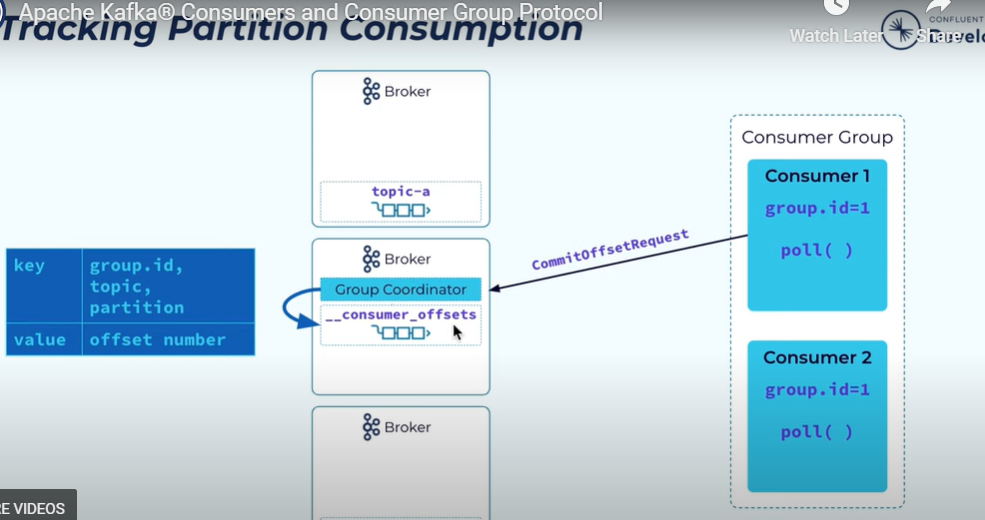 Apache Kafka® Consumers and Consumer Group Protocol
Tracking Partition Consumption
Watch Later
Share
CONFLUENT
Broker
topic-a
Broker
Group Coordinator
__consumer_offsets
Broker
key
group.id,
topic,
partition
value
offset number
CommitOffsetRequest
Consumer Group
Consumer 1
group.id=1
poll( )
Consumer 2
group.id=1
poll( )
VIDEOS